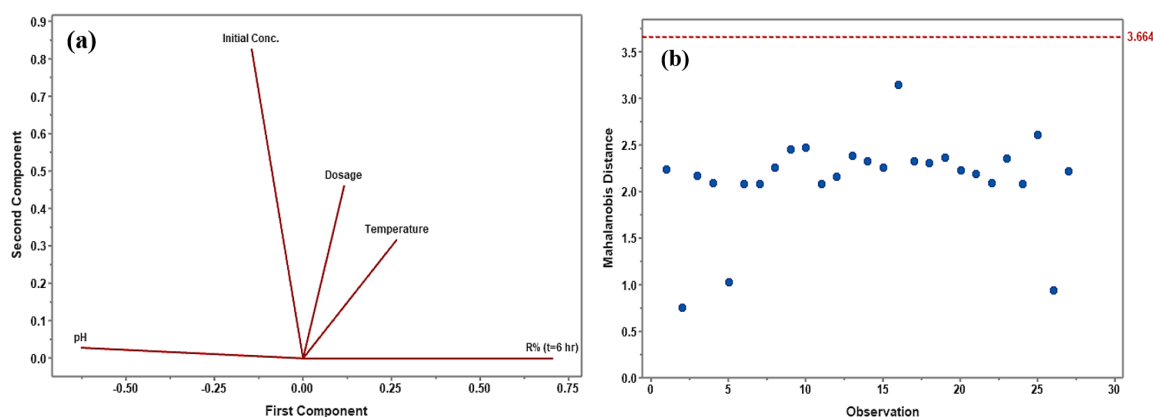 (a)
Initial Conc.
Dosage
Temperature
pH
R% (t=6 hr)
Second Component
0.9
0.8
0.7
0.6
0.5
0.4
0.3
0.2
0.1
0.0
-0.50
-0.25
0.00
0.25
0.50
0.75
First Component
(b)
3.664
Mahalanobis Distance
3.5
3.0
2.5
2.0
1.5
1.0
0.5
0.0
0
5
10
15
20
25
30
Observation